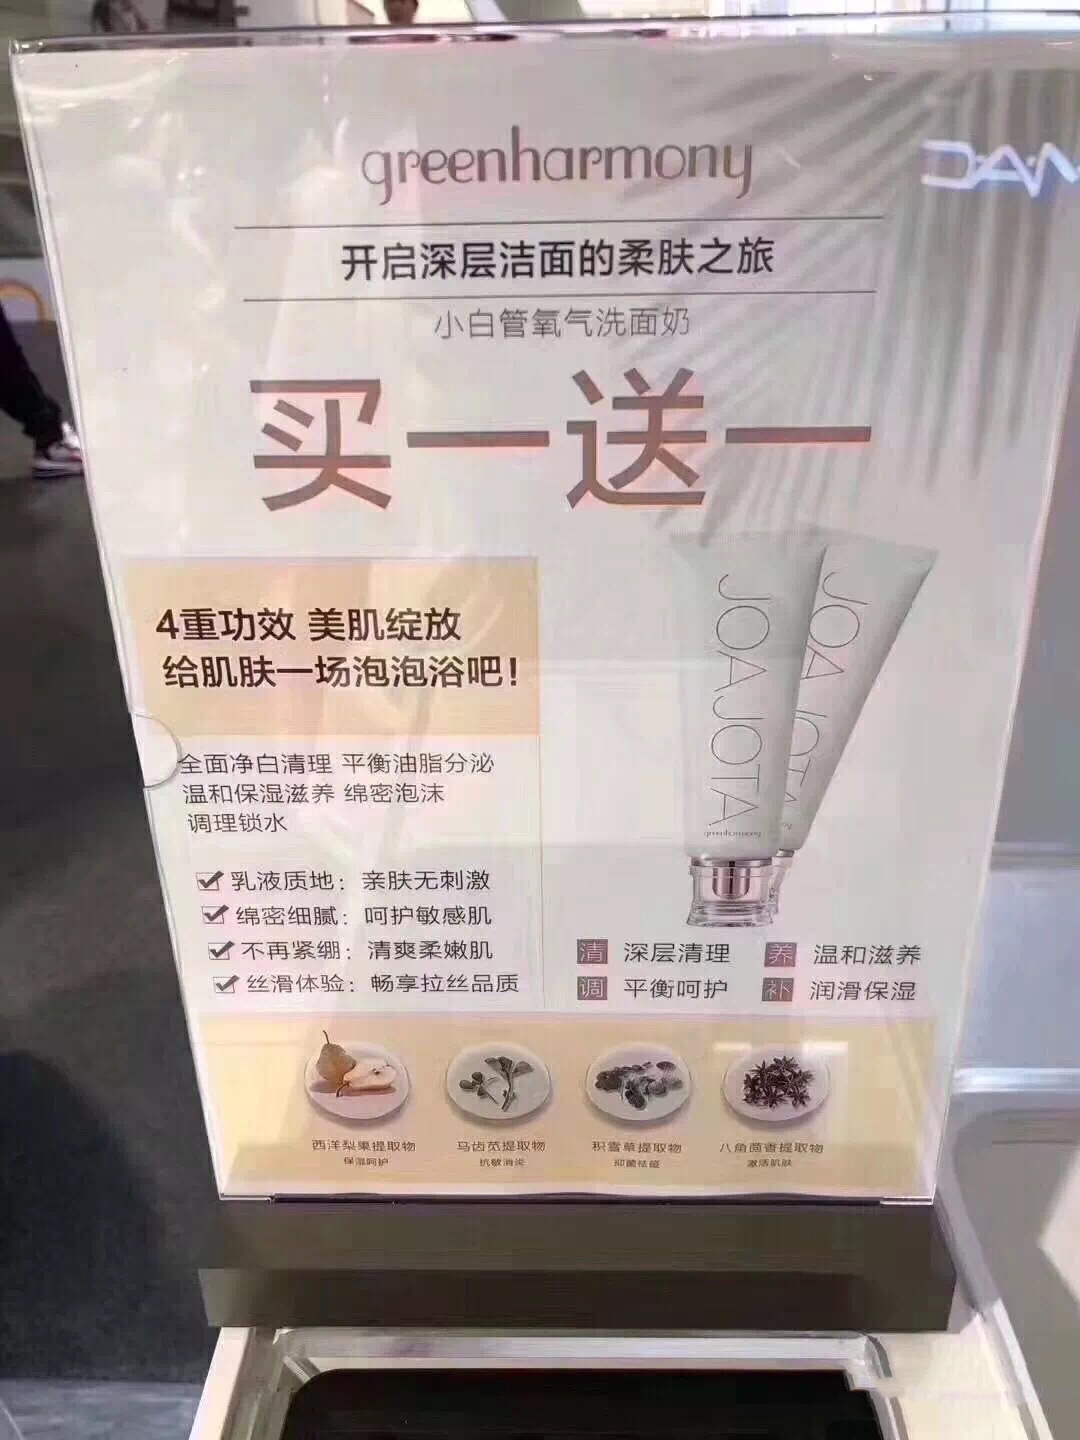 greenharmony
开启深层洁面的柔肤之旅
小白管氧气洗面奶
买一送一
4重功效 美肌绽放
给肌肤一场泡泡浴吧！
全面净白清理 平衡油脂分泌
温和保湿滋养 绵密泡沫
调理锁水
乳液质地：亲肤无刺激
绵密细腻：呵护敏感肌
不再紧绷：清爽柔嫩肌
丝滑体验：畅享拉丝品质
JOAJOTA
greenharmony
JOAJOTA
清 深层清理 养 温和滋养
调 平衡呵护 补 润滑保湿
西洋梨果提取物
保湿呵护
马齿苋提取物
抗敏消炎
积雪草提取物
抑菌祛痘
八角茴香提取物
激活肌肤